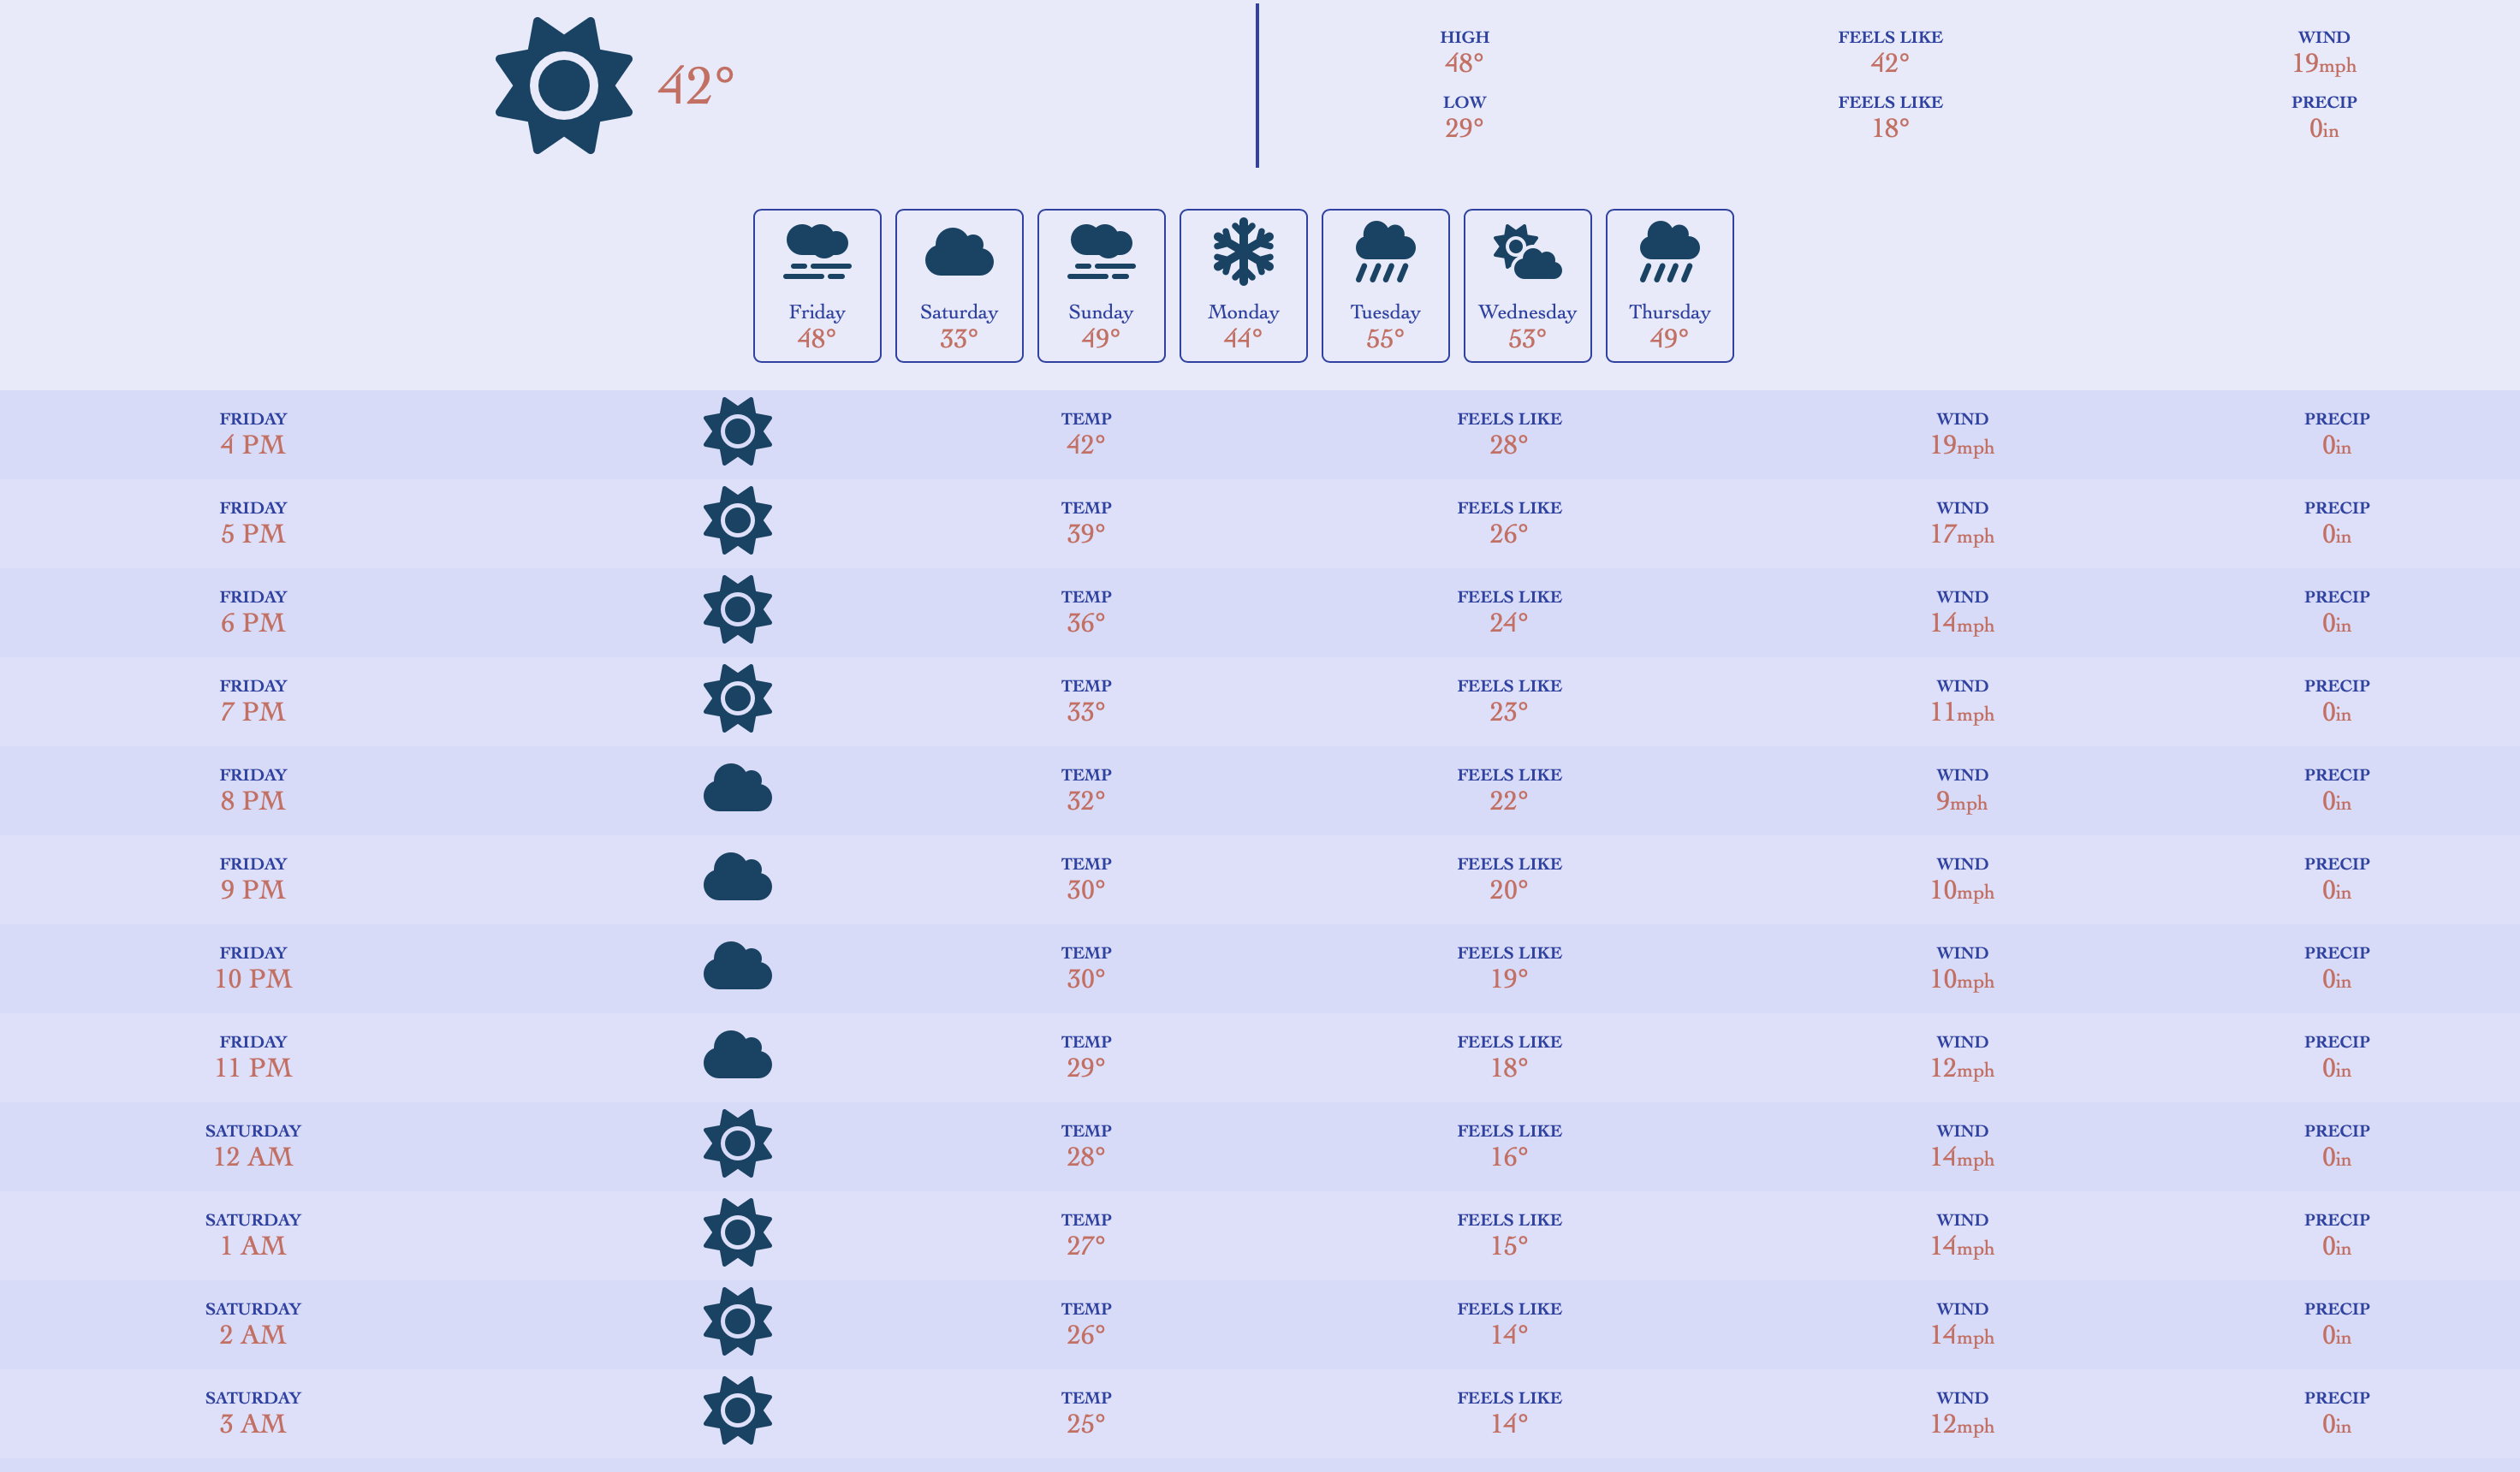 42°
HIGH FEELS LIKE WIND
48° 42° 19mph
LOW FEELS LIKE PRECIP
29° 18° 0in
Friday Saturday Sunday Monday Tuesday Wednesday Thursday
48° 33° 49° 44° 55° 53° 49°
FRIDAY TEMP FEELS LIKE WIND PRECIP
4 PM 42° 28° 19mph 0in
FRIDAY TEMP FEELS LIKE WIND PRECIP
5 PM 39° 26° 17mph 0in
FRIDAY TEMP FEELS LIKE WIND PRECIP
6 PM 36° 24° 14mph 0in
FRIDAY TEMP FEELS LIKE WIND PRECIP
7 PM 33° 23° 11mph 0in
FRIDAY TEMP FEELS LIKE WIND PRECIP
8 PM 32° 22° 9mph 0in
FRIDAY TEMP FEELS LIKE WIND PRECIP
9 PM 30° 20° 10mph 0in
FRIDAY TEMP FEELS LIKE WIND PRECIP
10 PM 30° 19° 10mph 0in
FRIDAY TEMP FEELS LIKE WIND PRECIP
11 PM 29° 18° 12mph 0in
SATURDAY TEMP FEELS LIKE WIND PRECIP
12 AM 28° 16° 14mph 0in
SATURDAY TEMP FEELS LIKE WIND PRECIP
1 AM 27° 15° 14mph 0in
SATURDAY TEMP FEELS LIKE WIND PRECIP
2 AM 26° 14° 14mph 0in
SATURDAY TEMP FEELS LIKE WIND PRECIP
3 AM 25° 14° 12mph 0in